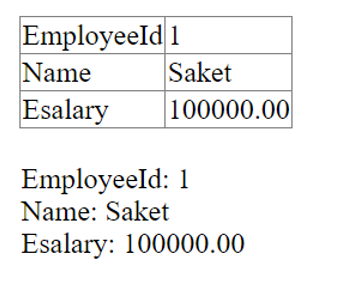 EmployeeId 1
Name Saket
Esalary 100000.00
EmployeeId: 1
Name: Saket
Esalary: 100000.00